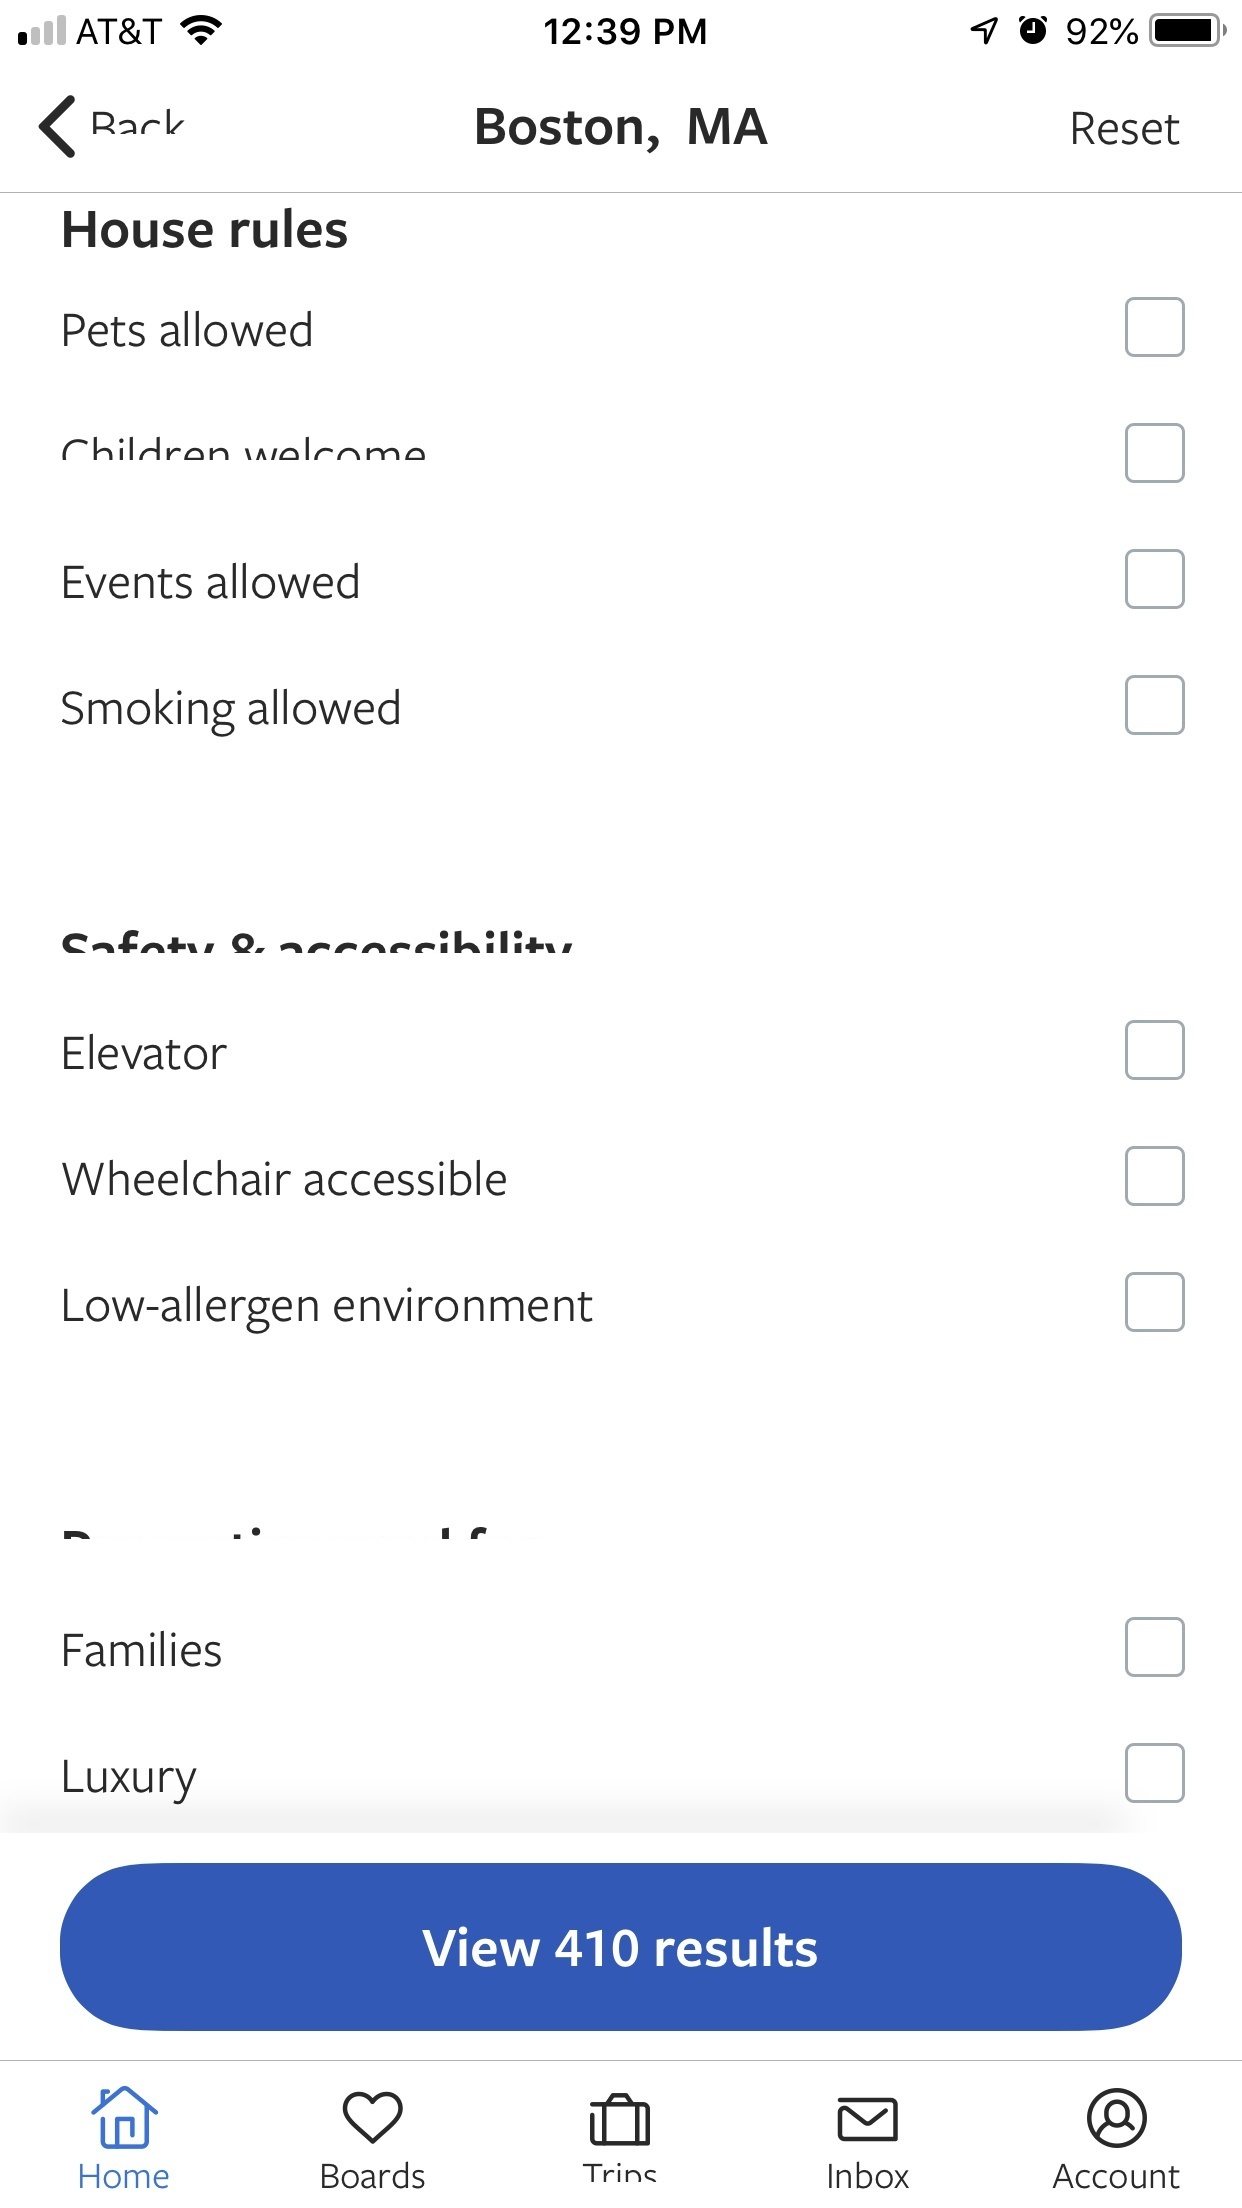 AT&T 12:39 PM 92%
Back Boston, MA Reset
House rules
Pets allowed
Children welcome
Events allowed
Smoking allowed
Safety & accessibility
Elevator
Wheelchair accessible
Low-allergen environment
Families
Luxury
View 410 results
Home Boards Trips Inbox Account